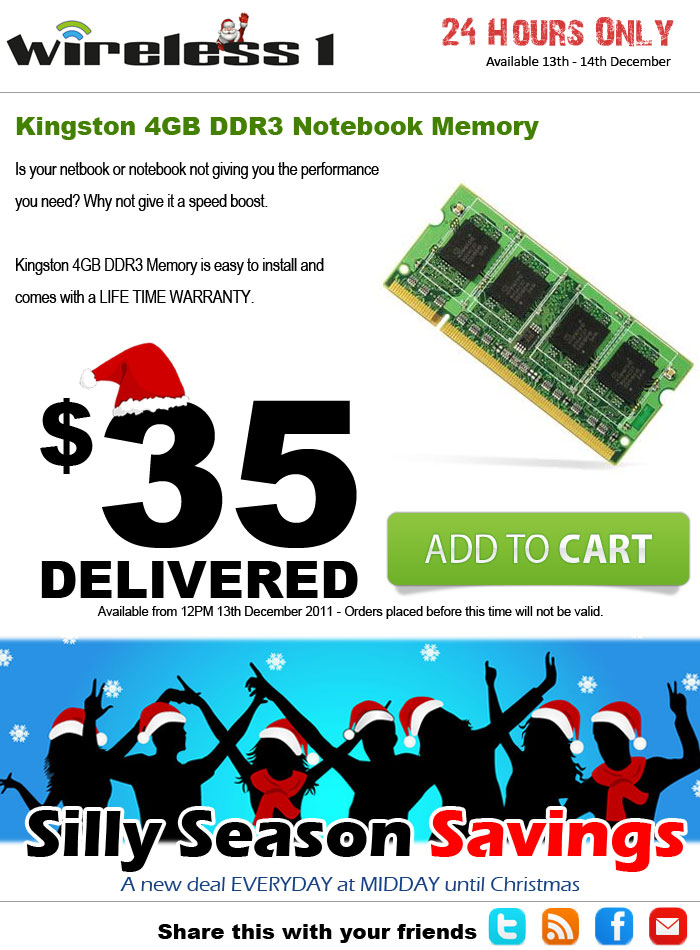 wireless 1
24 HOURS ONLY
Available 13th - 14th December
Kingston 4GB DDR3 Notebook Memory
Is your netbook or notebook not giving you the performance
you need? Why not give it a speed boost.
Kingston 4GB DDR3 Memory is easy to install and
comes with a LIFE TIME WARRANTY.
$35
DELIVERED
ADD TO CART
Available from 12PM 13th December 2011 - Orders placed before this time will not be valid.
Silly Season Savings
A new deal EVERYDAY at MIDDAY until Christmas
Share this with your friends